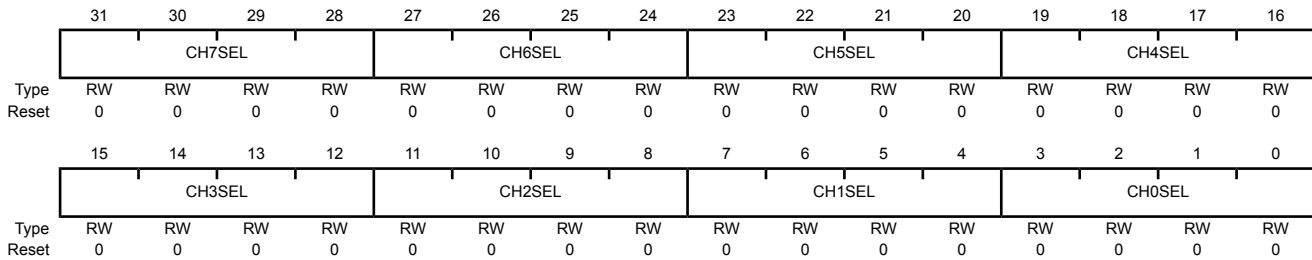 31 30 29 28 27 26 25 24 23 22 21 20 19 18 17 16
CH7SEL CH6SEL CH5SEL CH4SEL
Type RW RW RW RW RW RW RW RW RW RW RW RW RW RW RW RW
Reset 0 0 0 0 0 0 0 0 0 0 0 0 0 0 0 0
15 14 13 12 11 10 9 8 7 6 5 4 3 2 1 0
CH3SEL CH2SEL CH1SEL CH0SEL
Type RW RW RW RW RW RW RW RW RW RW RW RW RW RW RW RW
Reset 0 0 0 0 0 0 0 0 0 0 0 0 0 0 0 0